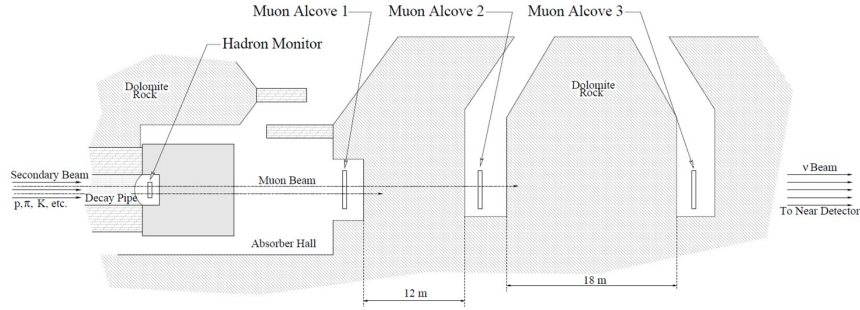 Muon Alcove 1
Muon Alcove 2
Muon Alcove 3
Hadron Monitor
Dolomite
Rock
Dolomite
Rock
Secondary Beam
p,π, K, etc.
Decay Pipe
Muon Beam
ν Beam
To Near Detector
Absorber Hall
12 m
18 m